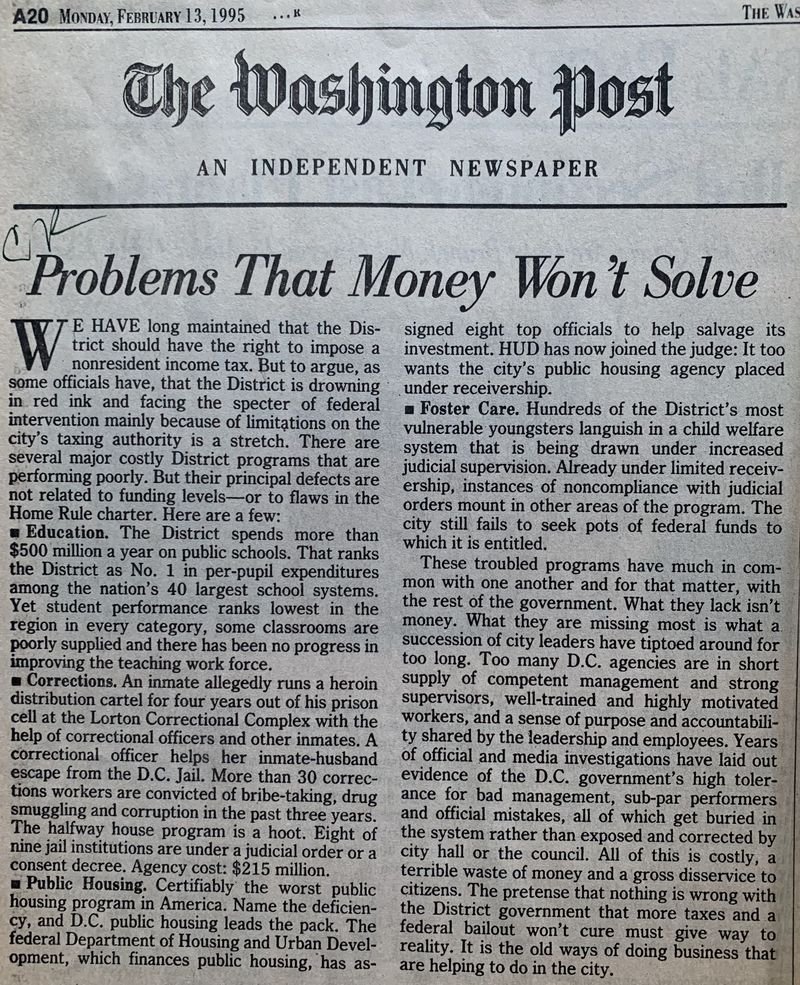 A20 MONDAY, FEBRUARY 13, 1995 ...R
THE WAS
The Washington Post
AN INDEPENDENT NEWSPAPER
Problems That Money Won't Solve
WE HAVE long maintained that the Dis-
trict should have the right to impose a
nonresident income tax. But to argue, as
some officials have, that the District is drowning
in red ink and facing the specter of federal
intervention mainly because of limitations on the
city's taxing authority is a stretch. There are
several major costly District programs that are
performing poorly. But their principal defects are
not related to funding levels—or to flaws in the
Home Rule charter. Here are a few:
■ Education. The District spends more than
$500 million a year on public schools. That ranks
the District as No. 1 in per-pupil expenditures
among the nation's 40 largest school systems.
Yet student performance ranks lowest in the
region in every category, some classrooms are
poorly supplied and there has been no progress in
improving the teaching work force.
■ Corrections. An inmate allegedly runs a heroin
distribution cartel for four years out of his prison
cell at the Lorton Correctional Complex with the
help of correctional officers and other inmates. A
correctional officer helps her inmate-husband
escape from the D.C. Jail. More than 30 correc-
tions workers are convicted of bribe-taking, drug
smuggling and corruption in the past three years.
The halfway house program is a hoot. Eight of
nine jail institutions are under a judicial order or a
consent decree. Agency cost: $215 million.
■ Public Housing. Certifiably the worst public
housing program in America. Name the deficien-
cy, and D.C. public housing leads the pack. The
federal Department of Housing and Urban Devel-
opment, which finances public housing, has as-
signed eight top officials to help salvage its
investment. HUD has now joined the judge: It too
wants the city's public housing agency placed
under receivership.
■ Foster Care. Hundreds of the District's most
vulnerable youngsters languish in a child welfare
system that is being drawn under increased
judicial supervision. Already under limited receiv-
ership, instances of noncompliance with judicial
orders mount in other areas of the program. The
city still fails to seek pots of federal funds to
which it is entitled.
These troubled programs have much in com-
mon with one another and for that matter, with
the rest of the government. What they lack isn't
money. What they are missing most is what a
succession of city leaders have tiptoed around for
too long. Too many D.C. agencies are in short
supply of competent management and strong
supervisors, well-trained and highly motivated
workers, and a sense of purpose and accountabili-
ty shared by the leadership and employees. Years
of official and media investigations have laid out
evidence of the D.C. government's high toler-
ance for bad management, sub-par performers
and official mistakes, all of which get buried in
the system rather than exposed and corrected by
city hall or the council. All of this is costly, a
terrible waste of money and a gross disservice to
citizens. The pretense that nothing is wrong with
the District government that more taxes and a
federal bailout won't cure must give way to
reality. It is the old ways of doing business that
are helping to do in the city.